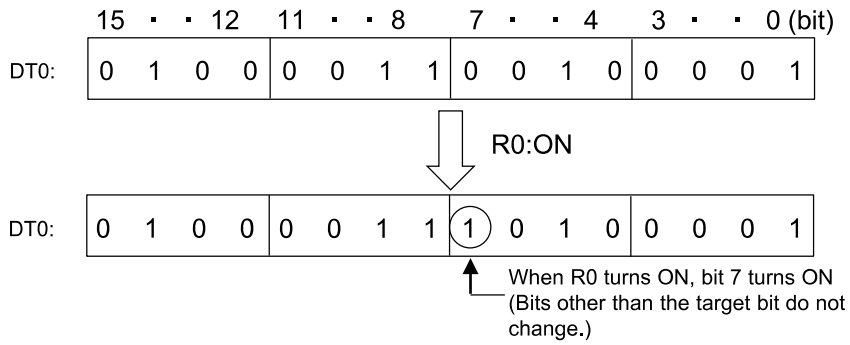 15 · · 12 11 · · 8 7 · · 4 3 · · 0 (bit)
DT0: 0 1 0 0 0 0 1 1 0 0 1 0 0 0 0 1
R0:ON
DT0: 0 1 0 0 0 0 1 1 1 0 1 0 0 0 0 1
When R0 turns ON, bit 7 turns ON
(Bits other than the target bit do not
change.)